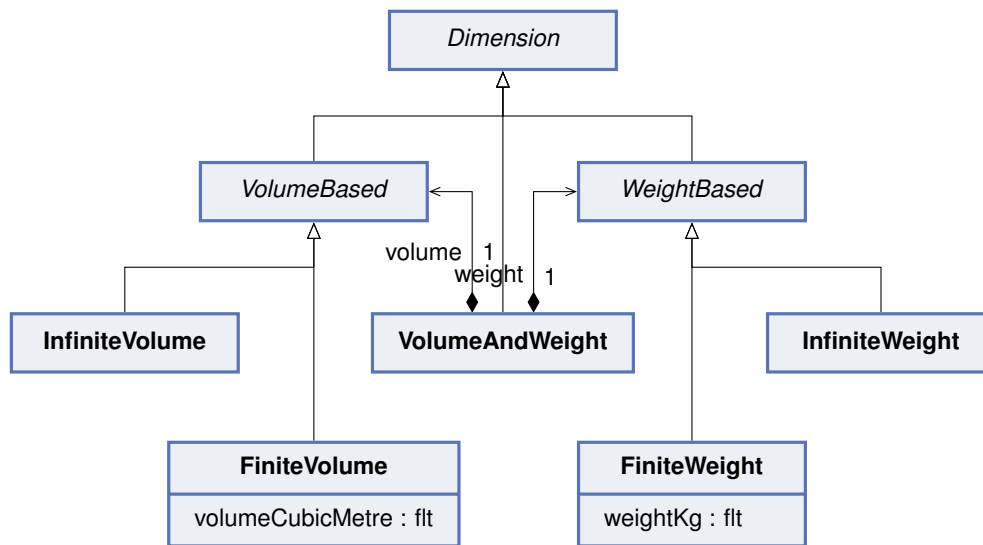 Dimension
VolumeBased
WeightBased
volume 1
weight 1
InfiniteVolume
VolumeAndWeight
InfiniteWeight
FiniteVolume
FiniteWeight
volumeCubicMetre : flt
weightKg : flt